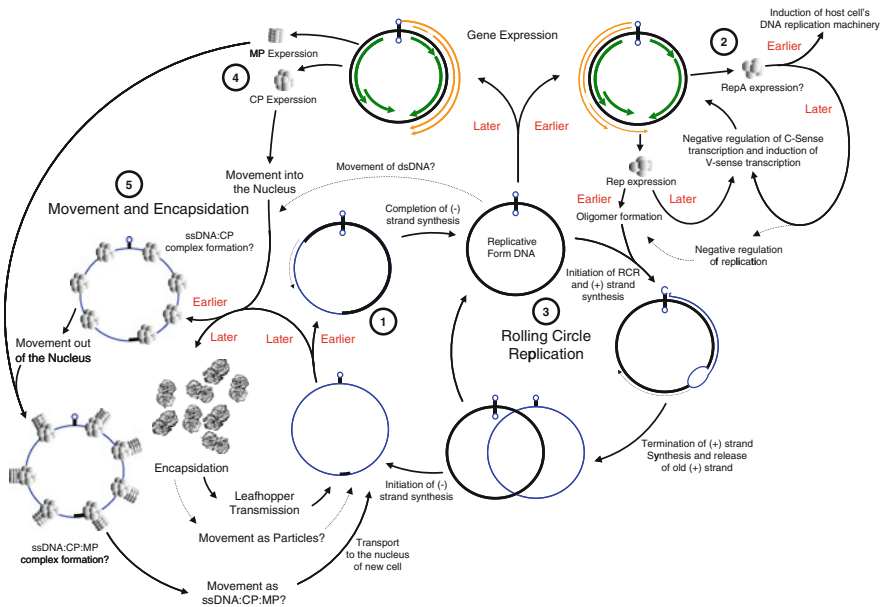 Induction of host cell's
DNA replication machinery
Gene Expression
2
Earlier
MP Experssion
4
CP Experssion
RepA expression?
Later
Later
Earlier
Negative regulation of C-Sense
transcription and induction of
V-sense transcription
5
Movement and Encapsidation
Movement into
the Nucleus
Movement of dsDNA?
Rep expression
Earlier
Later
Oligomer formation
Completion of (-)
strand synthesis
ssDNA:CP
complex formation?
Replicative
Form DNA
Negative regulation
of replication
Initiation of RCR
and (+) strand
synthesis
Earlier
1
3
Rolling Circle
Replication
Later
Later
Earlier
Movement out
of the Nucleus
Termination of (+) strand
Synthesis and release
of old (+) strand
Encapsidation
Initiation of (-)
strand synthesis
Leafhopper
Transmission
Movement as Particles?
ssDNA:CP:MP
complex formation?
Transport
to the nucleus
of new cell
Movement as
ssDNA:CP:MP?